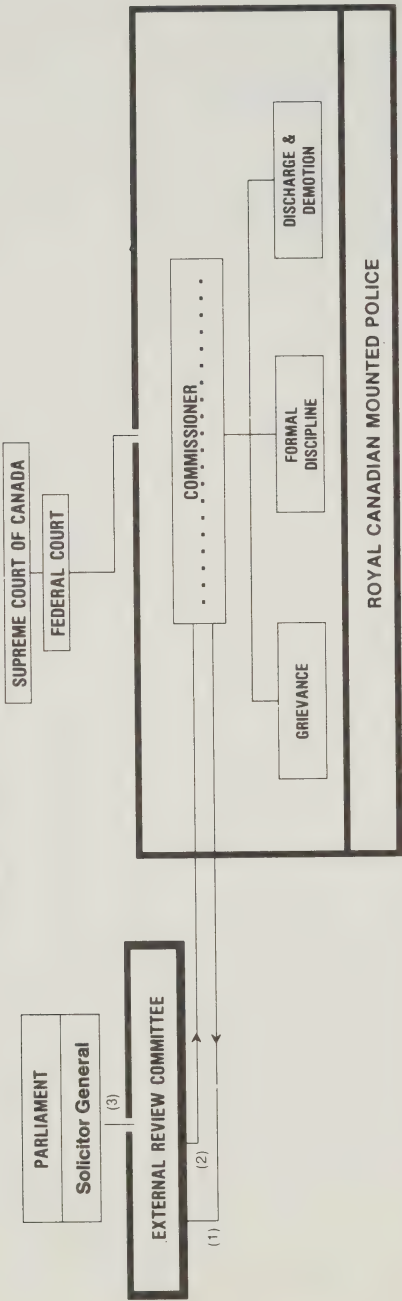 SUPREME COURT OF CANADA
FEDERAL COURT
PARLIAMENT
Solicitor General
(3)
EXTERNAL REVIEW COMMITTEE
(2)
(1)
COMMISSIONER
GRIEVANCE
FORMAL
DISCIPLINE
DISCHARGE &
DEMOTION
ROYAL CANADIAN MOUNTED POLICE